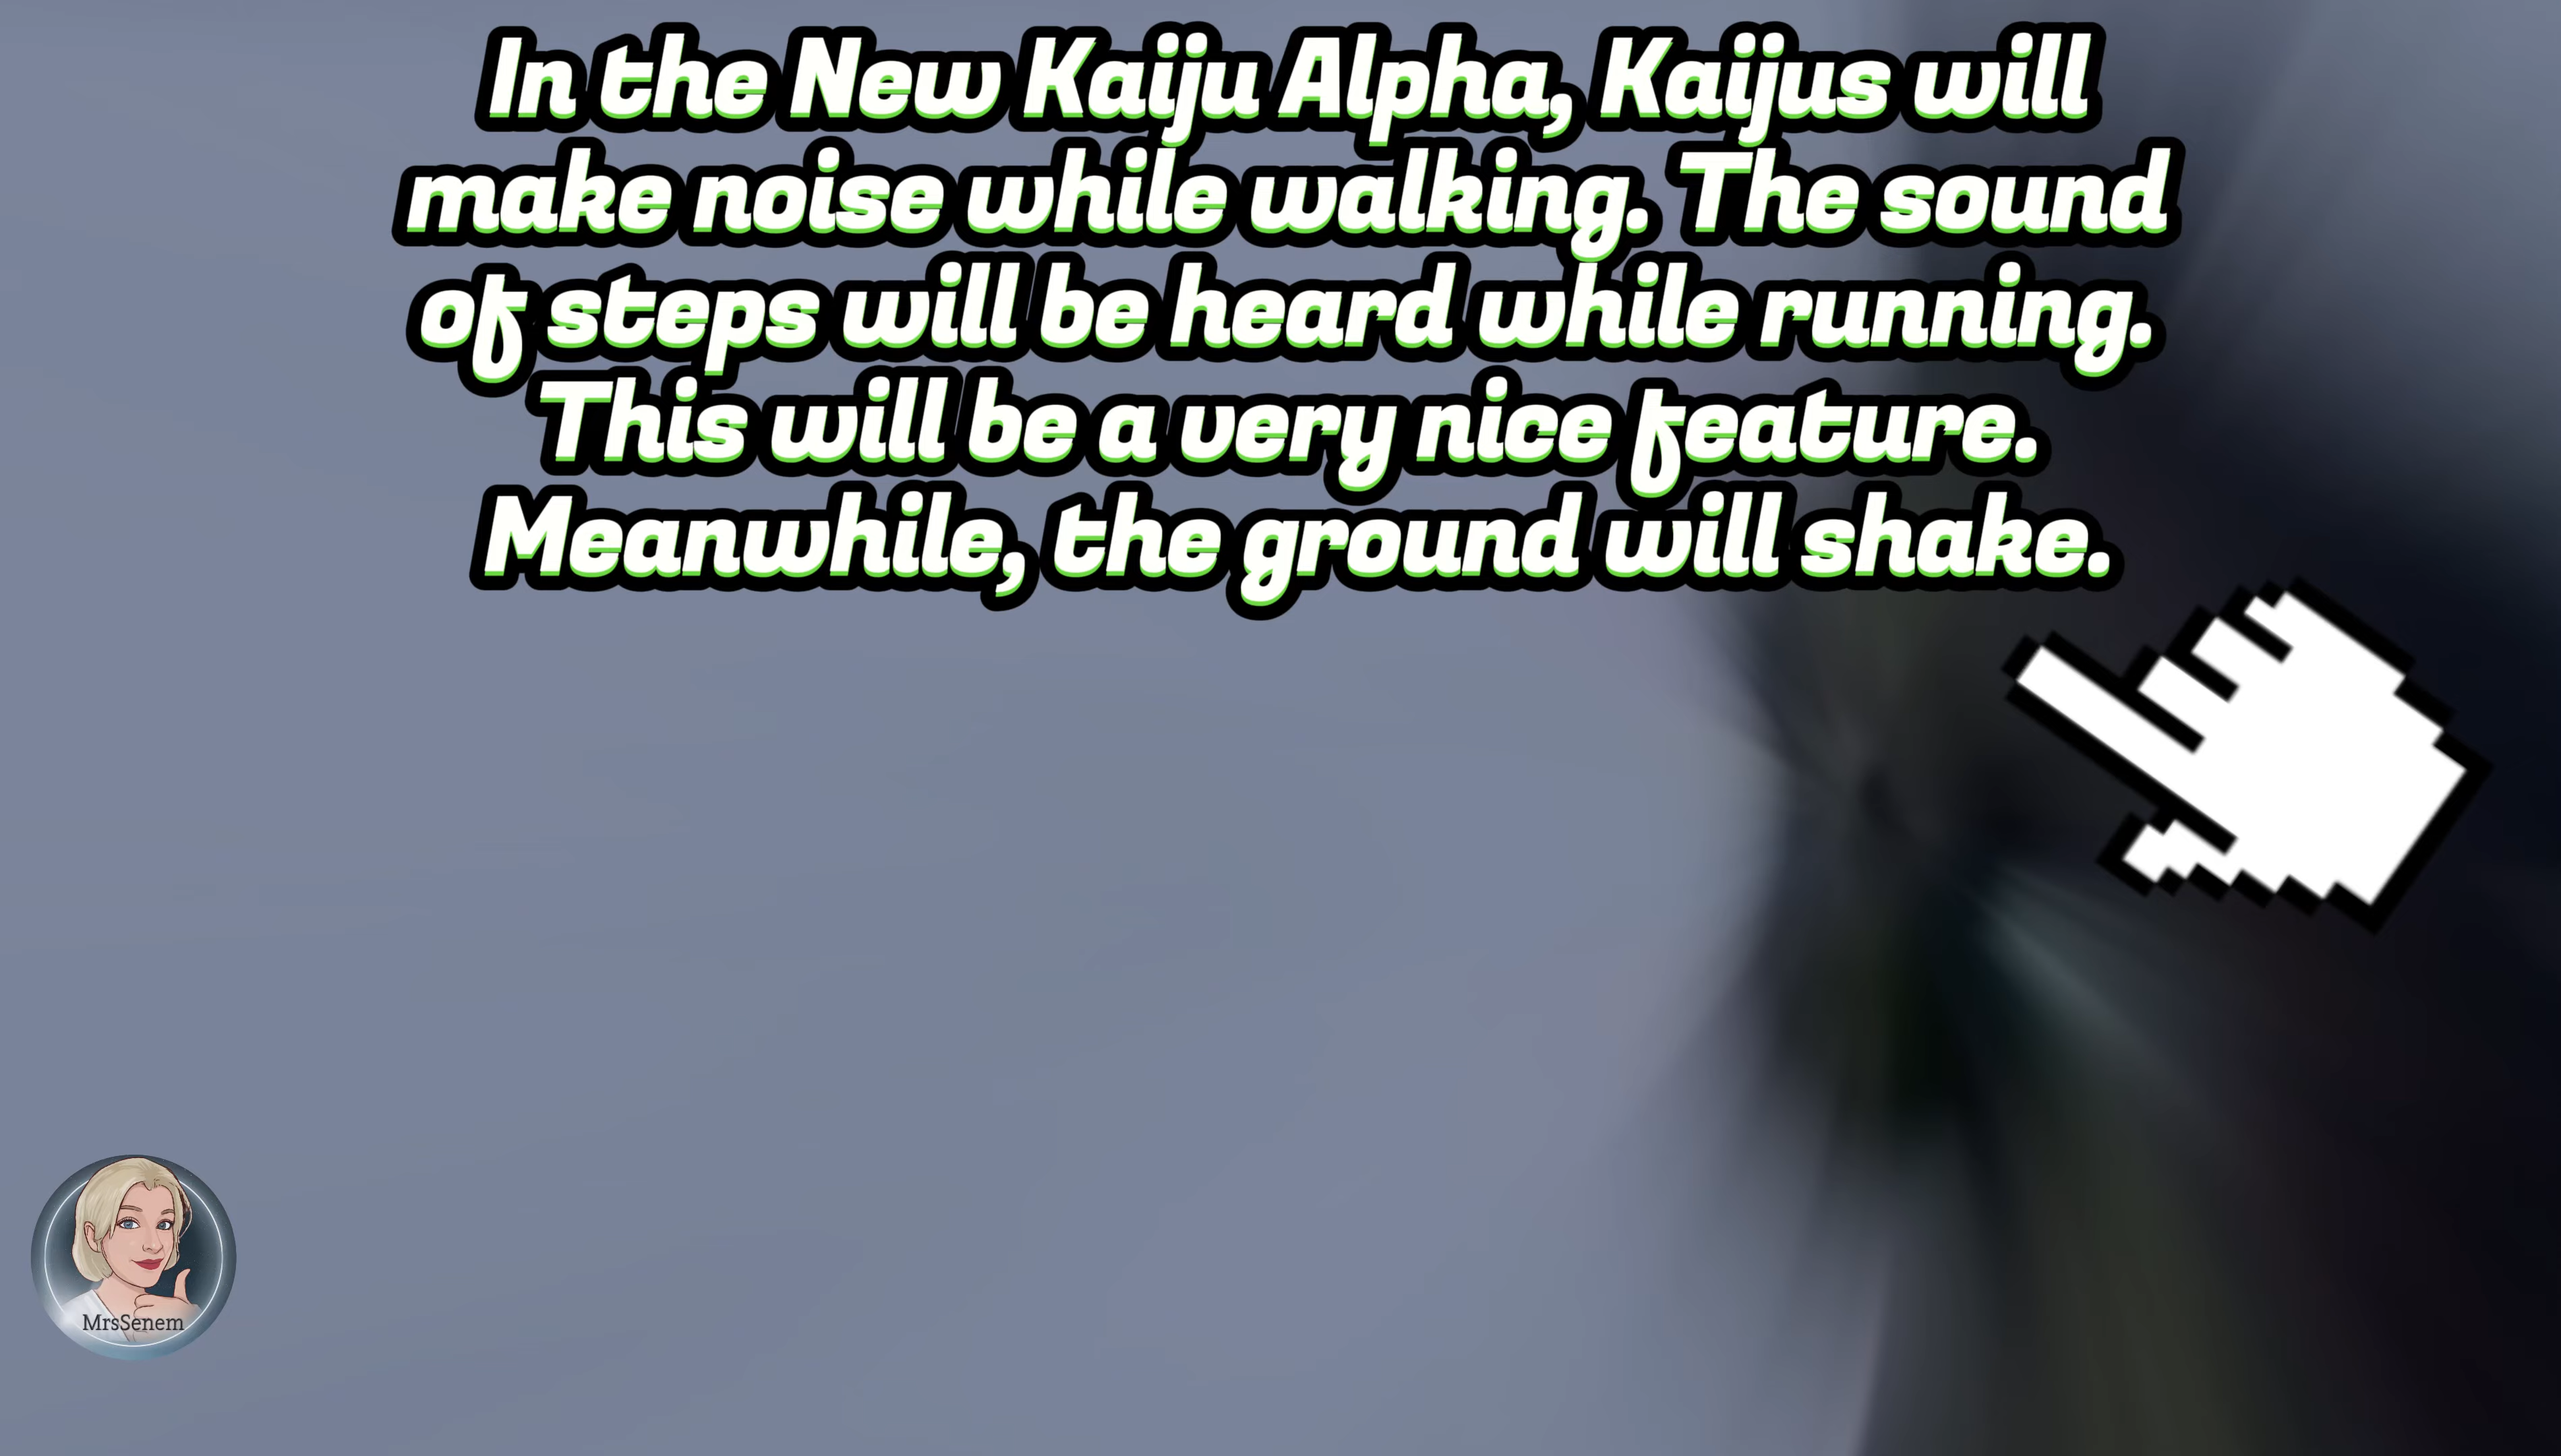 In the New Kaiju Alpha, Kaijus will
make noise while walking. The sound
of steps will be heard while running.
This will be a very nice feature.
Meanwhile, the ground will shake.
MrsSenem